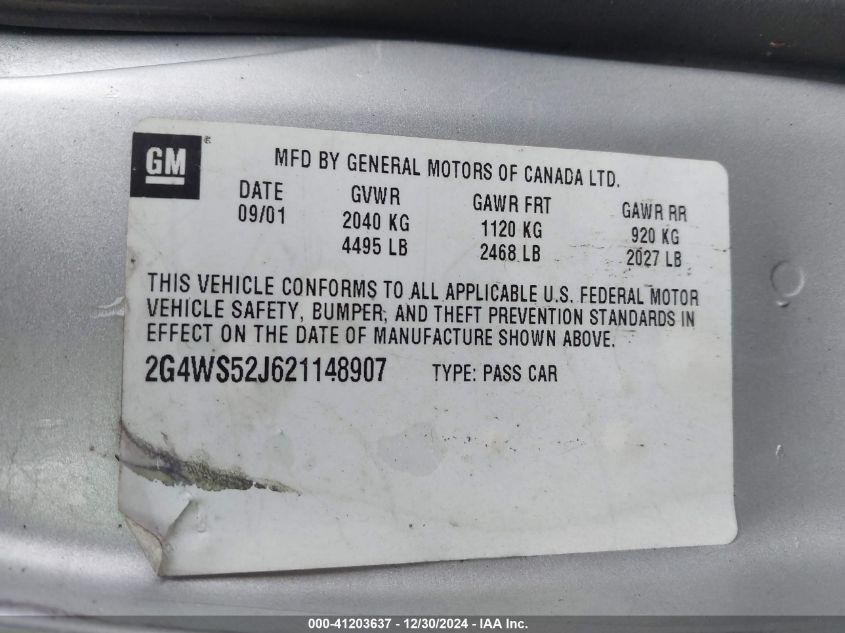 GM®
MFD BY GENERAL MOTORS OF CANADA LTD.
DATE GVWR GAWR FRT GAWR RR
09/01 2040 KG 1120 KG 920 KG
4495 LB 2468 LB 2027 LB
THIS VEHICLE CONFORMS TO ALL APPLICABLE U.S. FEDERAL MOTOR
VEHICLE SAFETY, BUMPER, AND THEFT PREVENTION STANDARDS IN
EFFECT ON THE DATE OF MANUFACTURE SHOWN ABOVE.
2G4WS52J621148907 TYPE: PASS CAR
000-41203637 - 12/30/2024 - IAA Inc.